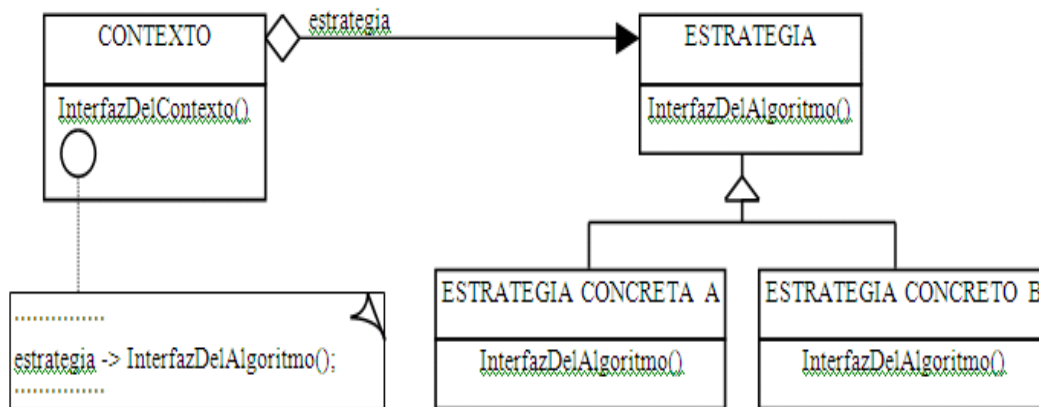 CONTEXTO
estrategia
ESTRATEGIA
InterfazDelContexto()
InterfazDelAlgoritmo()
ESTRATEGIA CONCRETA A
ESTRATEGIA CONCRETO B
...............
estrategia -> InterfazDelAlgoritmo();
...............
InterfazDelAlgoritmo()
InterfazDelAlgoritmo()